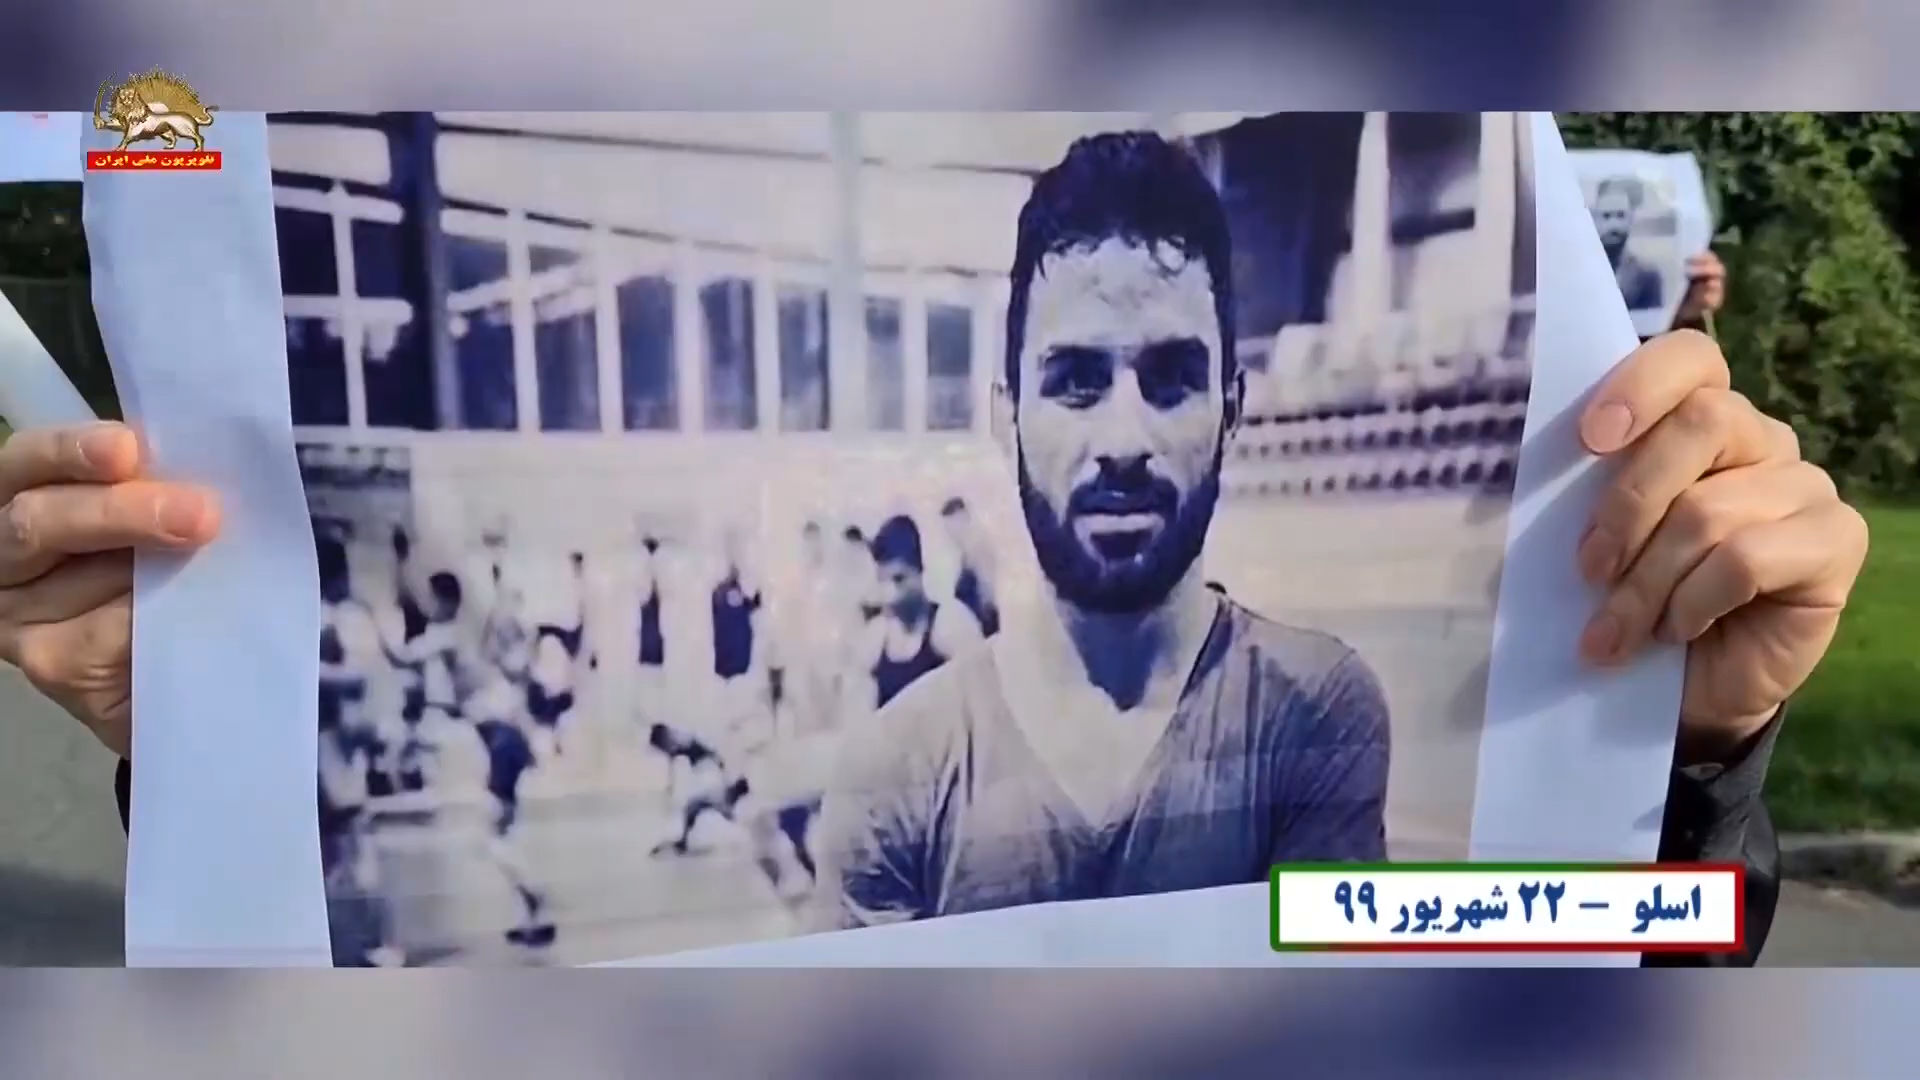 تلویزیون ملی ایران
اسلو - ۲۲ شهریور ۹۹